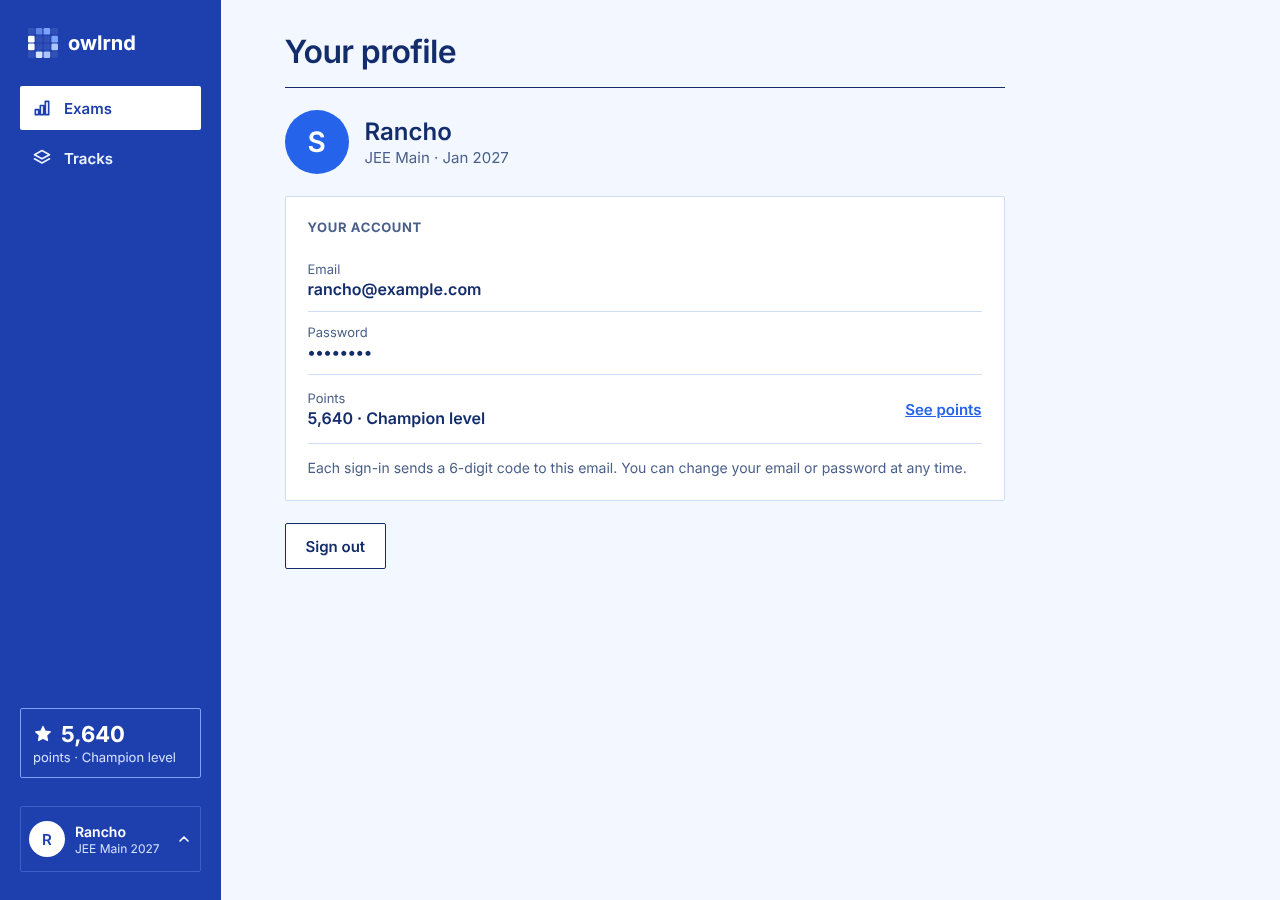 owlrnd
Exams
Tracks
5,640
points · Champion level
R
Rancho
JEE Main 2027
Your profile
S
Rancho
JEE Main · Jan 2027
YOUR ACCOUNT
Email
rancho@example.com
Password
••••••••
Points
5,640 · Champion level
See points
Each sign-in sends a 6-digit code to this email. You can change your email or password at any time.
Sign out